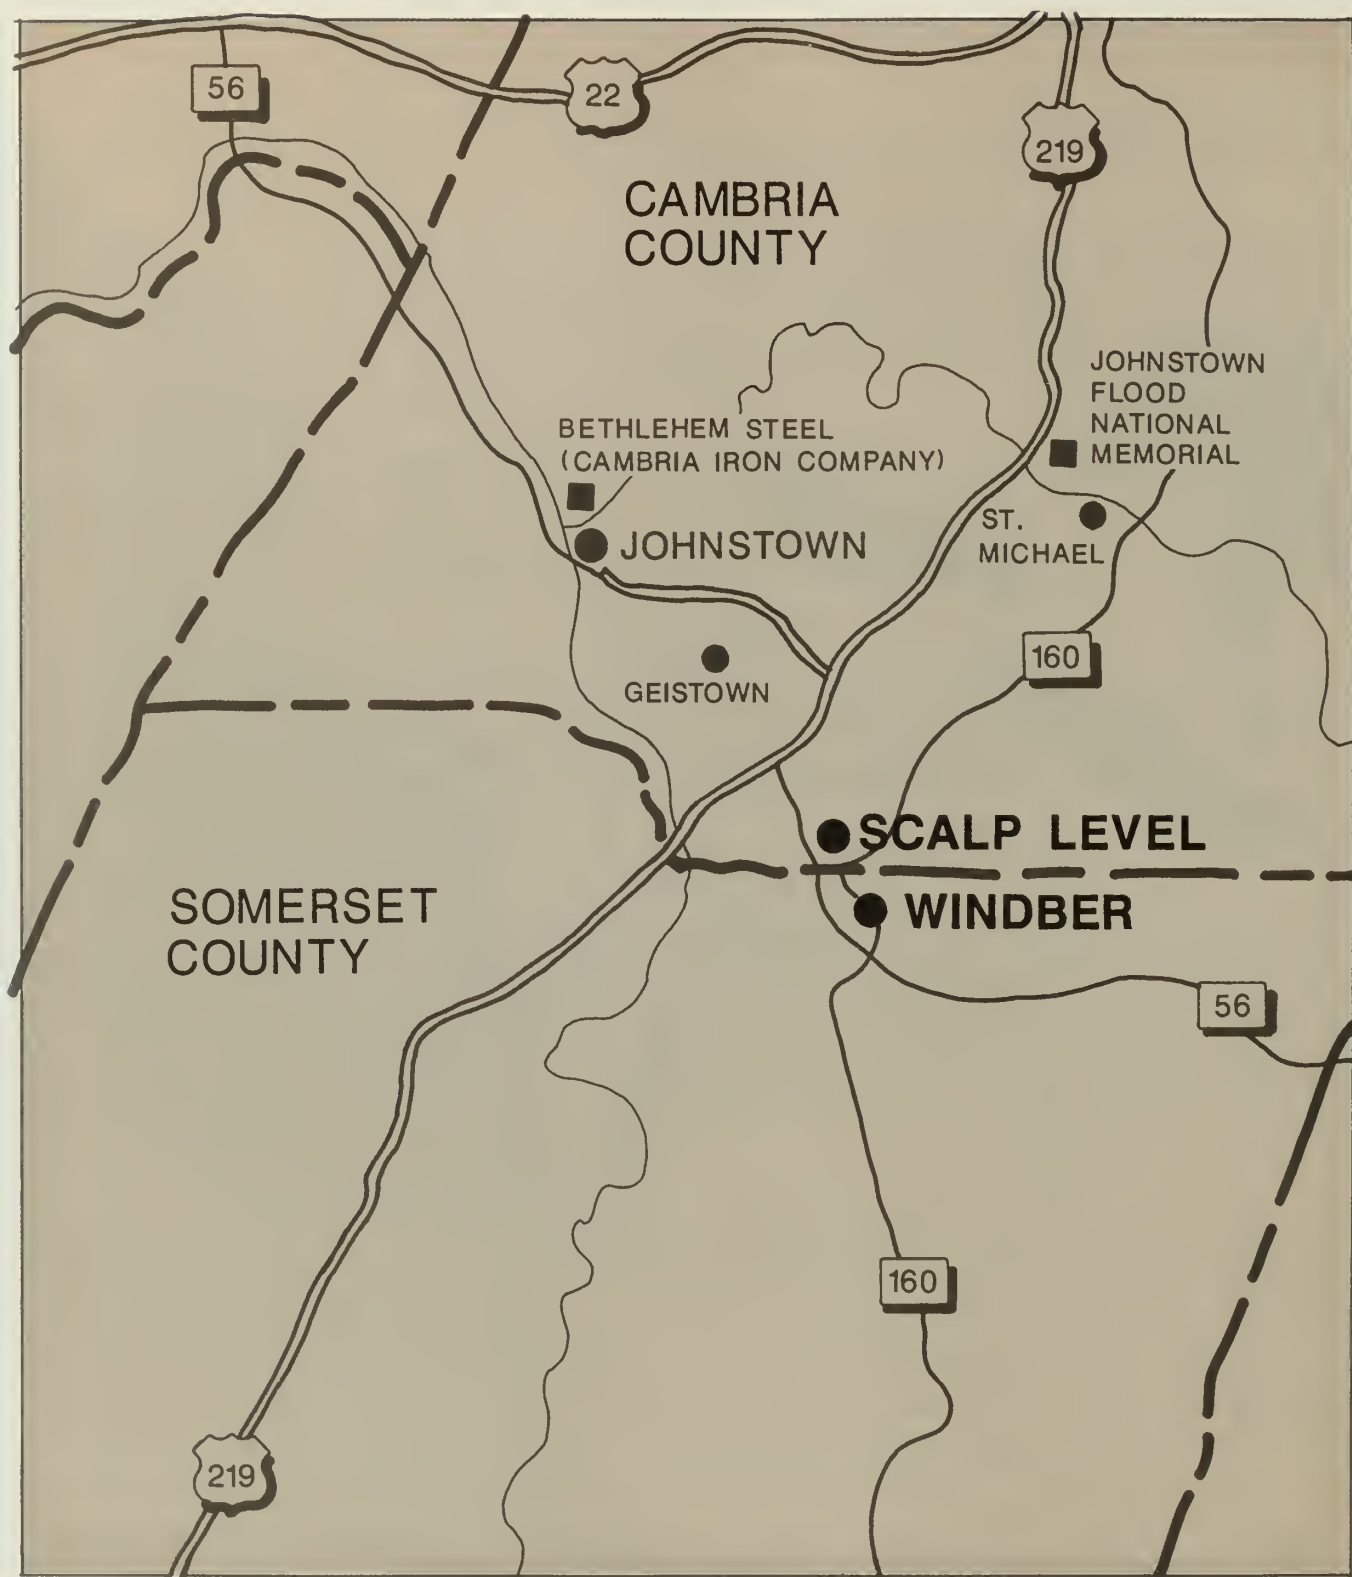 56
22
219
CAMBRIA
COUNTY
JOHNSTOWN
FLOOD
NATIONAL
MEMORIAL
BETHLEHEM STEEL
(CAMBRIA IRON COMPANY)
ST.
MICHAEL
JOHNSTOWN
160
GEISTOWN
SCALP LEVEL
WINDBER
SOMERSET
COUNTY
56
160
219